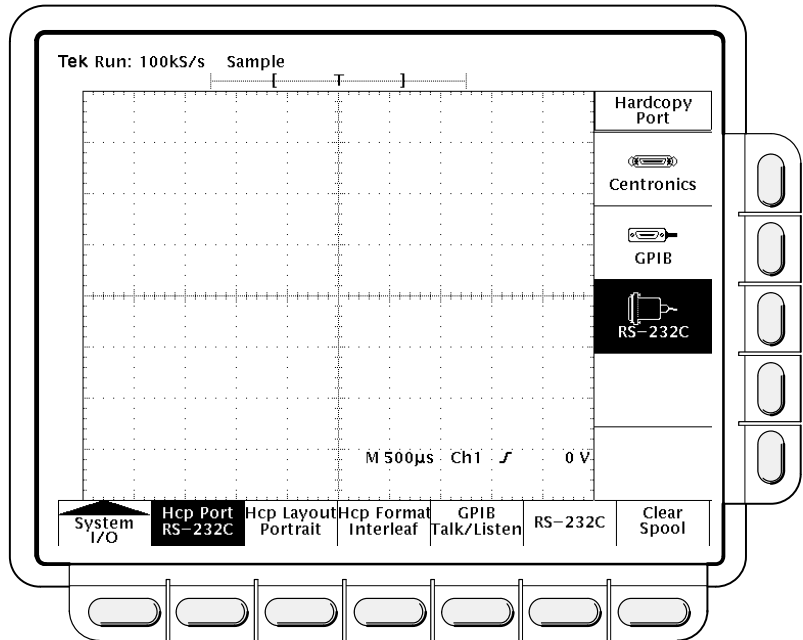 Tek Run: 100kS/s Sample
[ T ]
Hardcopy
Port
Centronics
GPIB
RS-232C
M 500µs Ch1 0 V
System
I/O
Hcp Port
RS-232C
Hcp Layout
Portrait
Hcp Format
Interleaf
GPIB
Talk/Listen
RS-232C
Clear
Spool